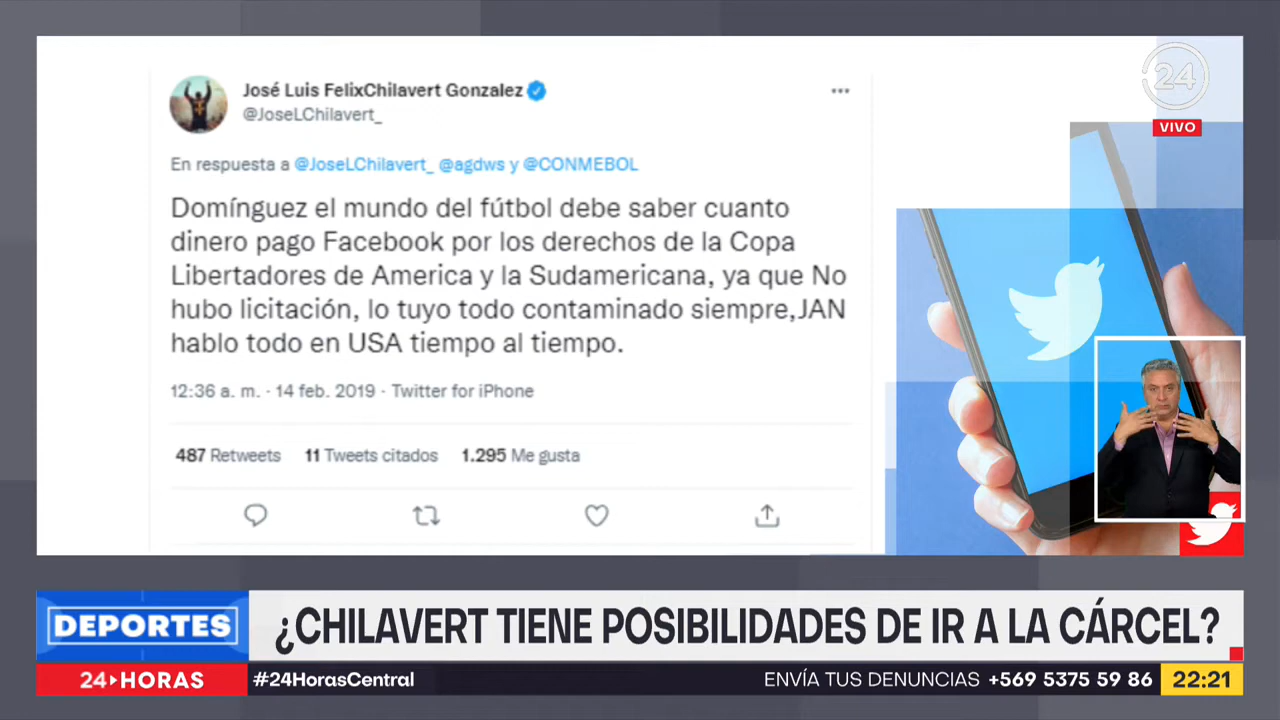 José Luis FelixChilavert Gonzalez
@JoseLChilavert_
En respuesta a @JoseLChilavert_ @agdws y @CONMEBOL
Domínguez el mundo del fútbol debe saber cuanto
dinero pago Facebook por los derechos de la Copa
Libertadores de America y la Sudamericana, ya que No
hubo licitación, lo tuyo todo contaminado siempre,JAN
hablo todo en USA tiempo al tiempo.
12:36 a. m. · 14 feb. 2019 · Twitter for iPhone
487 Retweets 11 Tweets citados 1.295 Me gusta
24
VIVO
DEPORTES
¿CHILAVERT TIENE POSIBILIDADES DE IR A LA CÁRCEL?
24 HORAS
#24HorasCentral
ENVÍA TUS DENUNCIAS +569 5375 59 86
22:21